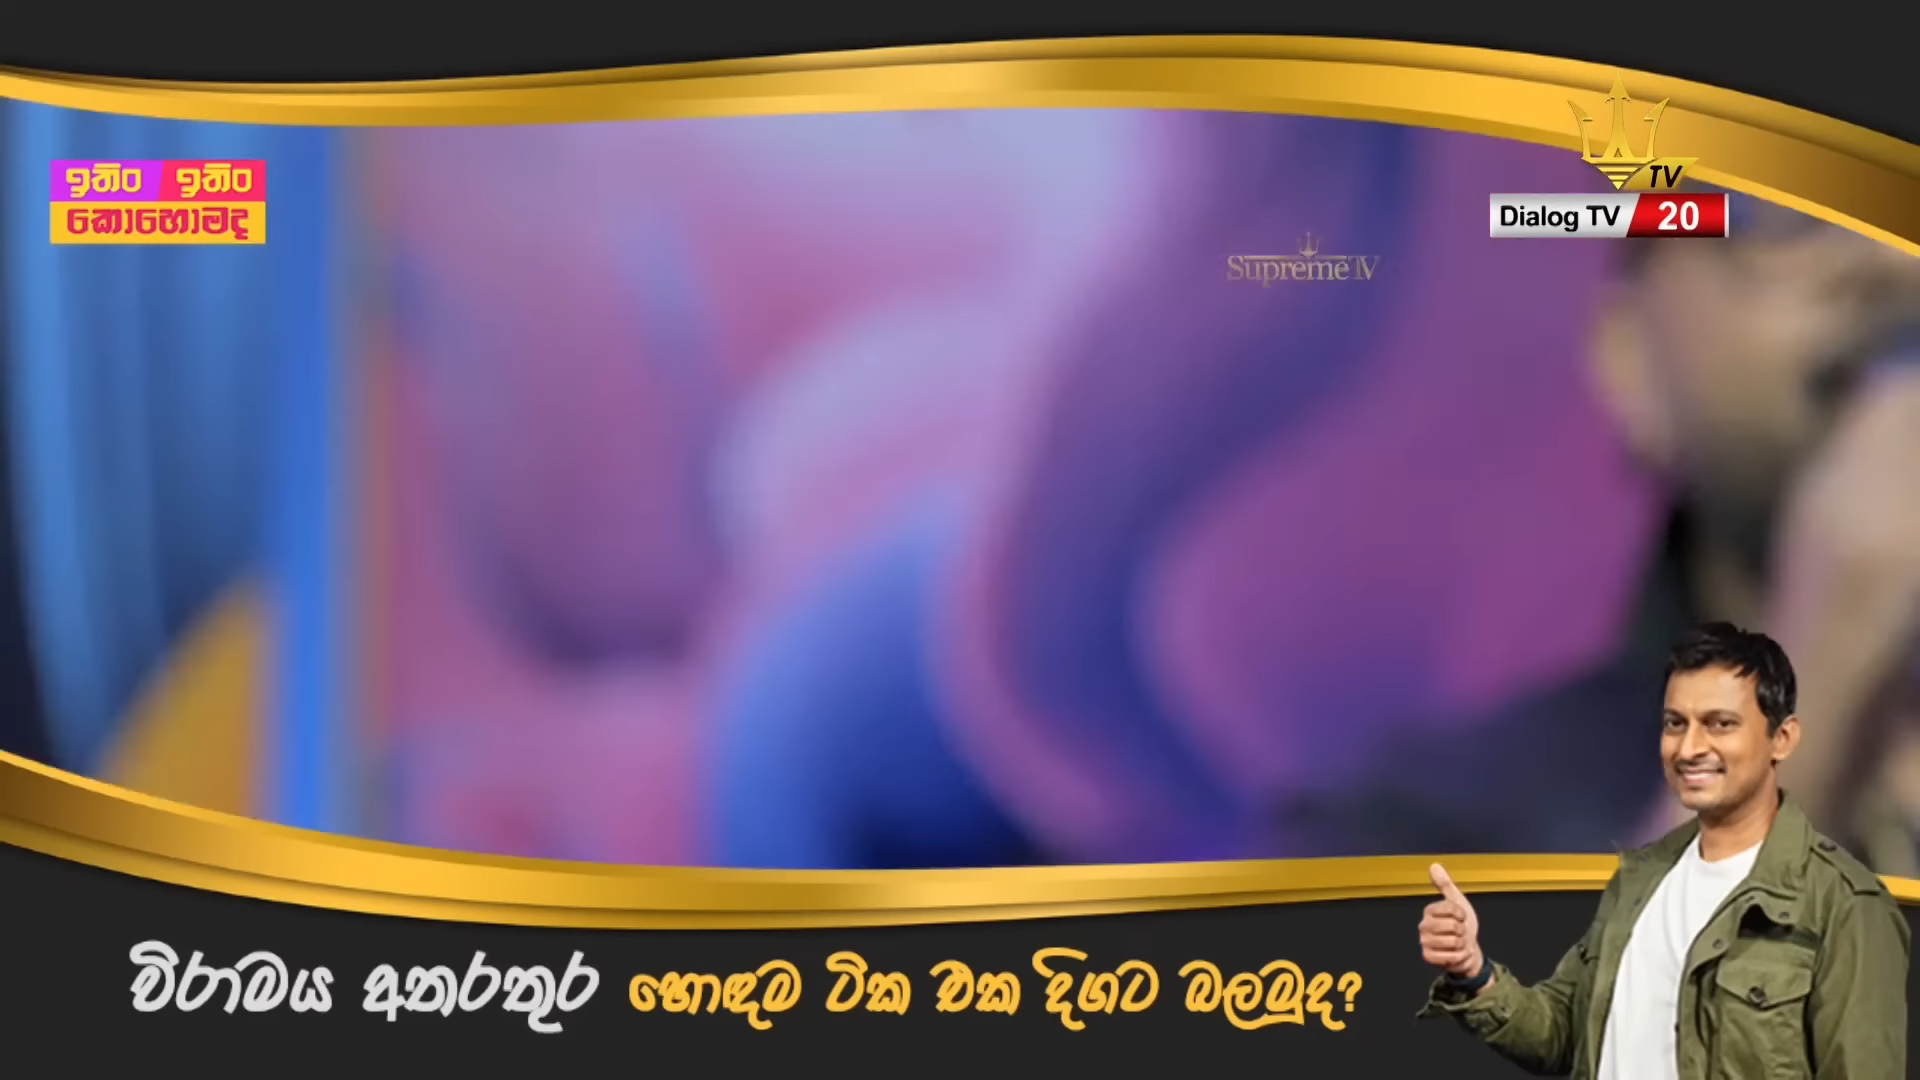 ඉතිං ඉතිං
කොහොමද
TV
Dialog TV 20
SupremeTV
විරාමය අතරතුර හොඳම ටික එක දිගට බලමුද?